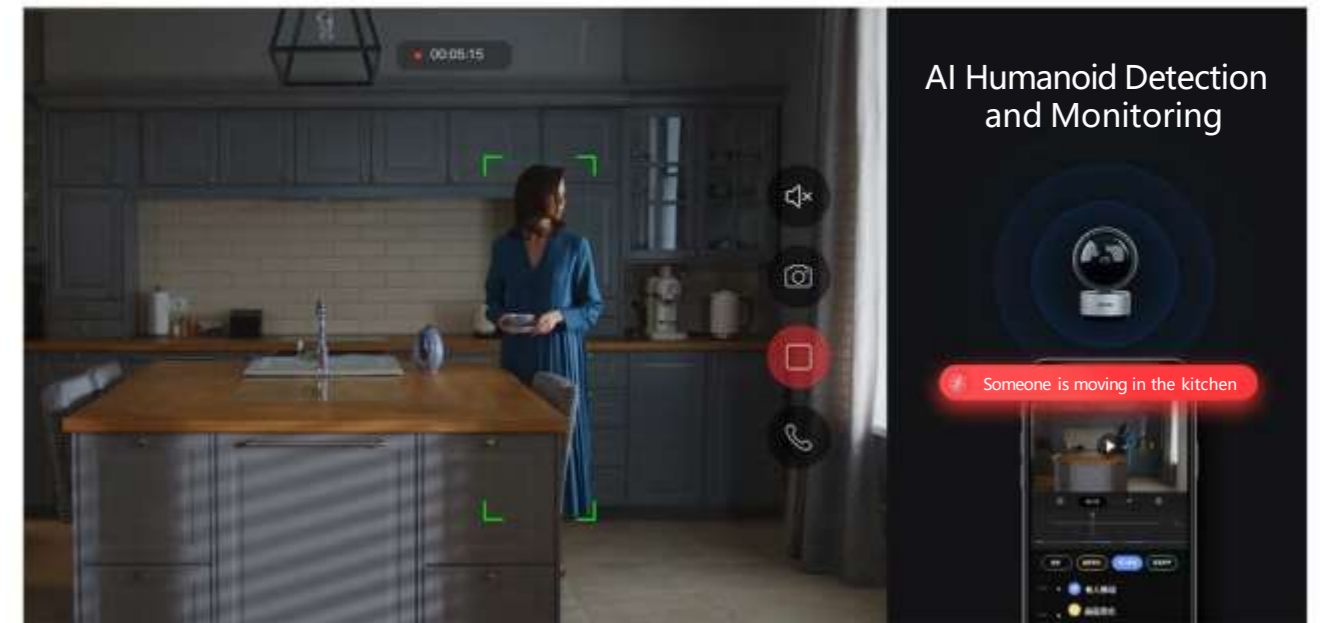 00:05:15
AI Humanoid Detection
and Monitoring
Someone is moving in the kitchen